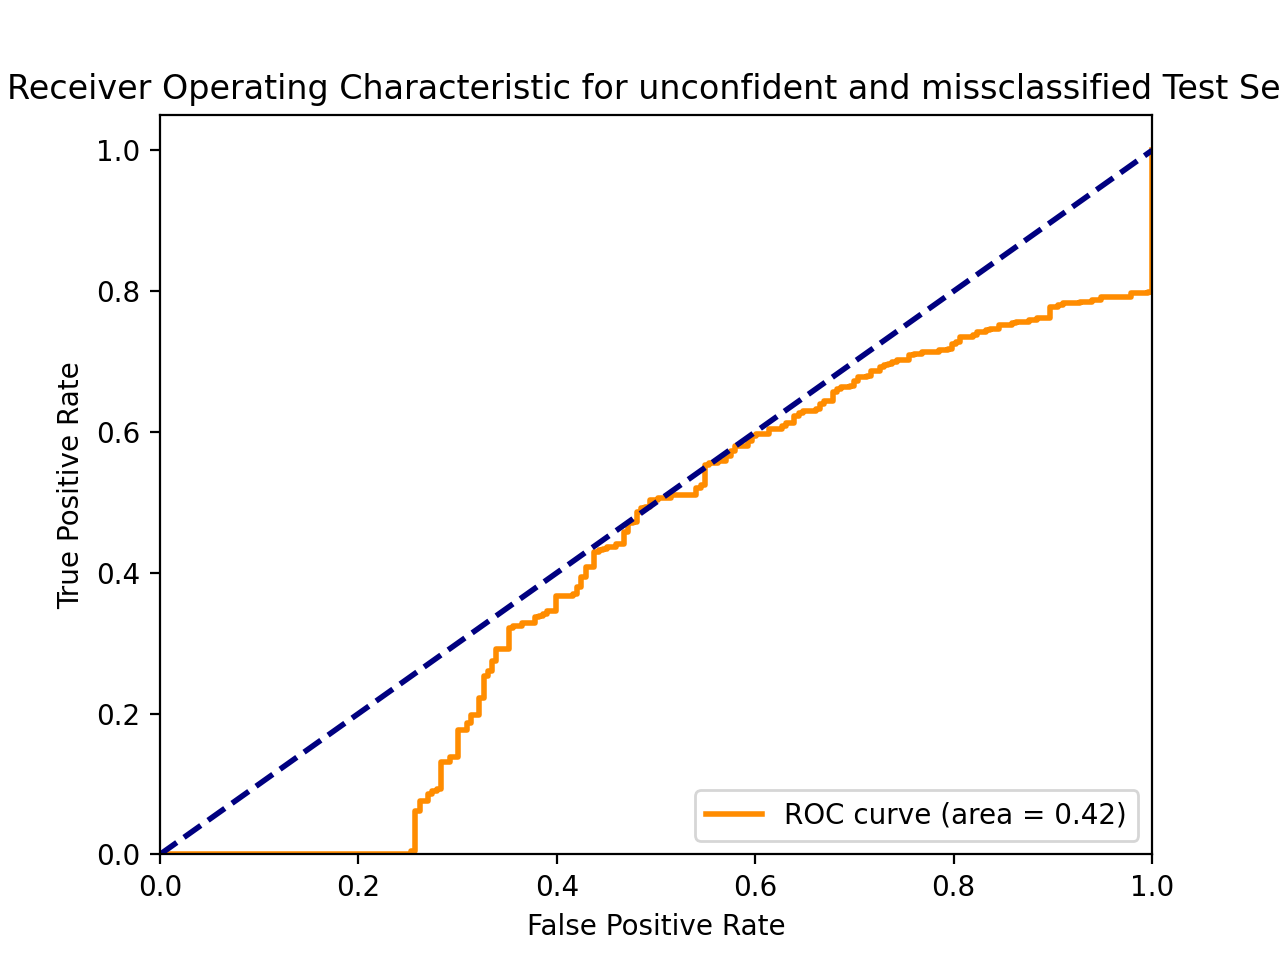 Receiver Operating Characteristic for unconfident and missclassified Test Se
1.0
0.8
0.6
0.4
0.2
0.0
True Positive Rate
ROC curve (area = 0.42)
0.0 0.2 0.4 0.6 0.8 1.0
False Positive Rate